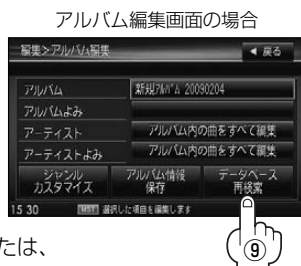 アルバム編集画面の場合
編集>アルバム編集
◀ 戻る
アルバム 新規ｱﾙﾊﾞﾑ 20090204
アルバムよみ
アーティスト アルバム内の曲をすべて編集
アーティストよみ アルバム内の曲をすべて編集
ジャンル
カスタマイズ
アルバム情報
保存
データベース
再検索
15 30 MST 選択した項目を編集します
たは、
⑨